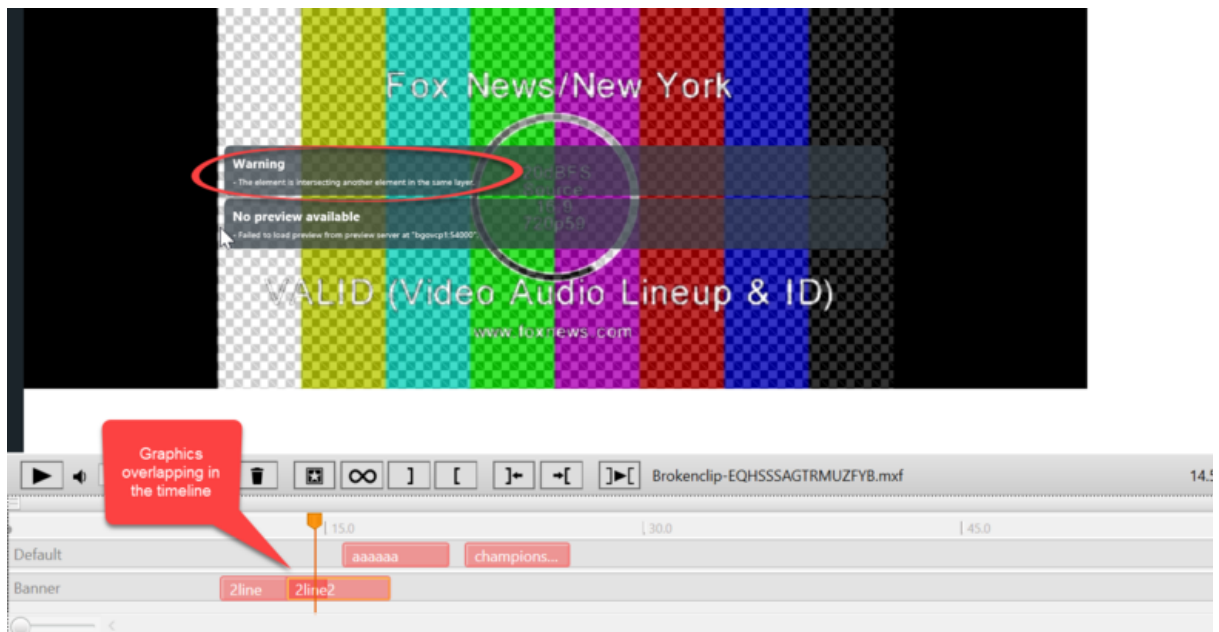 Fox News/New York
Warning
- The element is intersecting another element in the same layer.
No preview available
- Failed to load preview from preview server at "bgovcp1:54000".
720p59
VALID (Video Audio Lineup & ID)
www.foxnews.com
Graphics
overlapping in
the timeline
Brokenclip-EQHSSSAGTRMUZFYB.mxf
14.5
15.0
30.0
45.0
Default
aaaaaa
champions...
Banner
2line
2line2